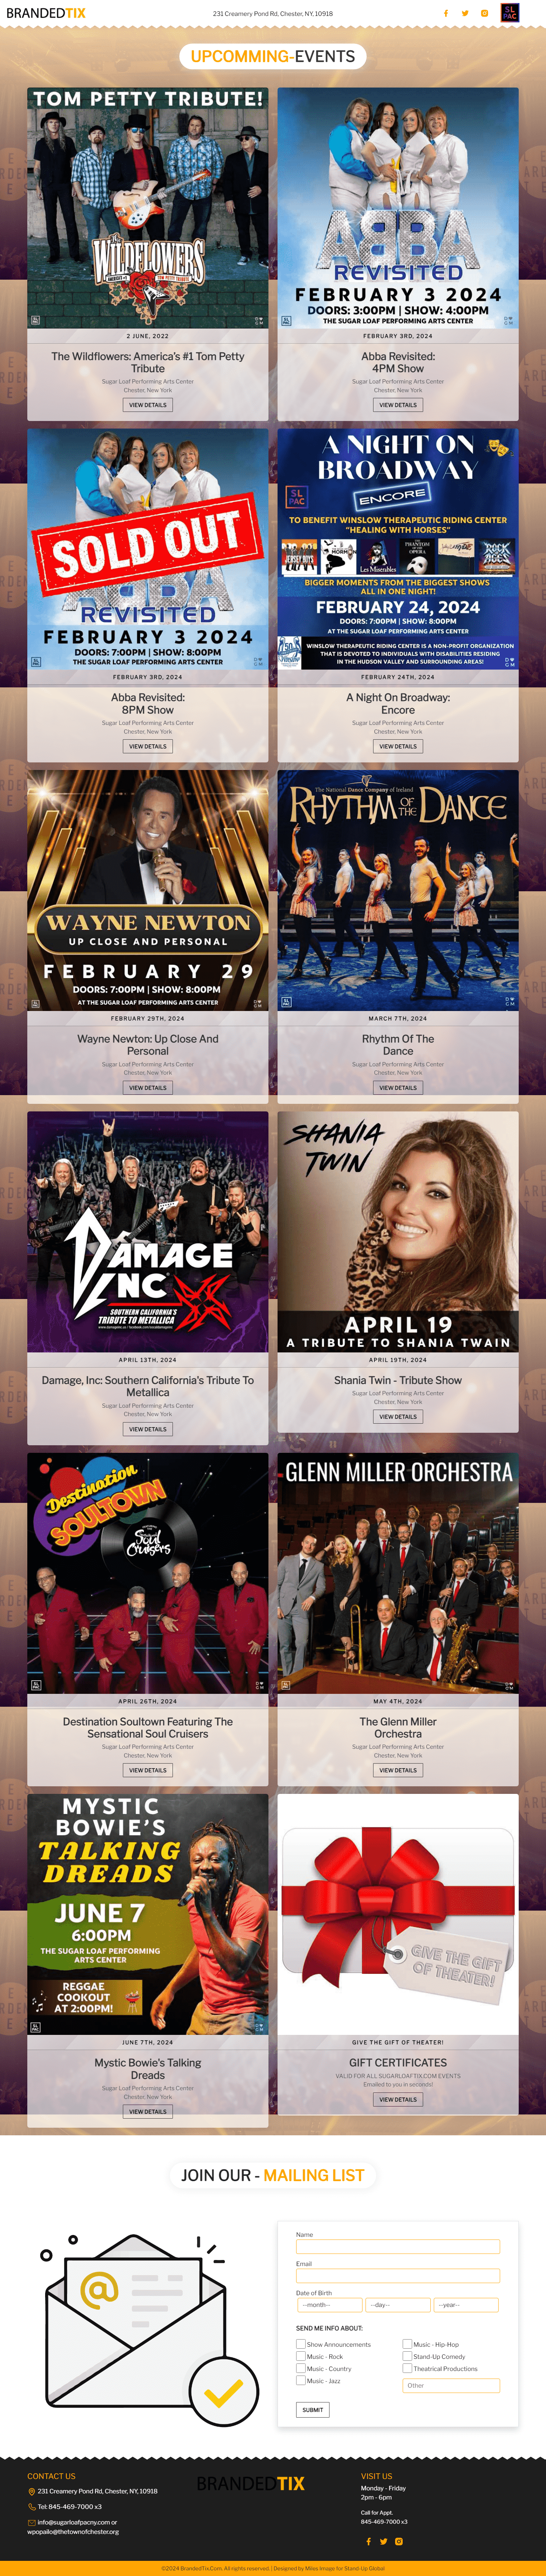 BRANDEDTIX
231 Creamery Pond Rd, Chester, NY, 10918
SL
PAC
UPCOMMING-EVENTS
TOM PETTY TRIBUTE!
THE
WILDFLOWERS
2 JUNE, 2022
The Wildflowers: America's #1 Tom Petty
Tribute
Sugar Loaf Performing Arts Center
Chester, New York
VIEW DETAILS
ABBA
REVISITED
FEBRUARY 3 2024
DOORS: 3:00PM | SHOW: 4:00PM
THE SUGAR LOAF PERFORMING ARTS CENTER
FEBRUARY 3RD, 2024
Abba Revisited:
4PM Show
Sugar Loaf Performing Arts Center
Chester, New York
VIEW DETAILS
SOLD OUT
REVISITED
FEBRUARY 3 2024
DOORS: 7:00PM | SHOW: 8:00PM
THE SUGAR LOAF PERFORMING ARTS CENTER
FEBRUARY 3RD, 2024
Abba Revisited:
8PM Show
Sugar Loaf Performing Arts Center
Chester, New York
VIEW DETAILS
A NIGHT ON
BROADWAY
SL
PAC
ENCORE
TO BENEFIT WINSLOW THERAPEUTIC RIDING CENTER
"HEALING WITH HORSES"
Les Misérables
PHANTOM
OF THE
OPERA
ROCK
OF
AGES
BIGGER MOMENTS FROM THE BIGGEST SHOWS
ALL IN ONE NIGHT!
FEBRUARY 24, 2024
DOORS: 7:00PM | SHOW: 8:00PM
AT THE SUGAR LOAF PERFORMING ARTS CENTER
WINSLOW THERAPEUTIC RIDING CENTER IS A NON-PROFIT ORGANIZATION
THAT IS DEVOTED TO INDIVIDUALS WITH DISABILITIES RESIDING
IN THE HUDSON VALLEY AND SURROUNDING AREAS!
FEBRUARY 24TH, 2024
A Night On Broadway:
Encore
Sugar Loaf Performing Arts Center
Chester, New York
VIEW DETAILS
WAYNE NEWTON
UP CLOSE AND PERSONAL
FEBRUARY 29
DOORS: 7:00PM | SHOW: 8:00PM
AT THE SUGAR LOAF PERFORMING ARTS CENTER
FEBRUARY 29TH, 2024
Wayne Newton: Up Close And
Personal
Sugar Loaf Performing Arts Center
Chester, New York
VIEW DETAILS
The National Dance Company of Ireland
RHYTHM OF THE DANCE
MARCH 7TH, 2024
Rhythm Of The
Dance
Sugar Loaf Performing Arts Center
Chester, New York
VIEW DETAILS
DAMAGE
INC
SOUTHERN CALIFORNIA'S
TRIBUTE TO METALLICA
APRIL 13TH, 2024
Damage, Inc: Southern California's Tribute To
Metallica
Sugar Loaf Performing Arts Center
Chester, New York
VIEW DETAILS
SHANIA
TWIN
APRIL 19
A TRIBUTE TO SHANIA TWAIN
APRIL 19TH, 2024
Shania Twin - Tribute Show
Sugar Loaf Performing Arts Center
Chester, New York
VIEW DETAILS
Destination
SOULTOWN
Soul
Cruisers
APRIL 26TH, 2024
Destination Soultown Featuring The
Sensational Soul Cruisers
Sugar Loaf Performing Arts Center
Chester, New York
VIEW DETAILS
GLENN MILLER ORCHESTRA
MAY 4TH, 2024
The Glenn Miller
Orchestra
Sugar Loaf Performing Arts Center
Chester, New York
VIEW DETAILS
MYSTIC
BOWIE'S
TALKING
DREADS
JUNE 7
6:00PM
THE SUGAR LOAF PERFORMING
ARTS CENTER
REGGAE
COOKOUT
AT 2:00PM!
JUNE 7TH, 2024
Mystic Bowie's Talking
Dreads
Sugar Loaf Performing Arts Center
Chester, New York
VIEW DETAILS
GIVE THE GIFT
OF THEATER!
GIVE THE GIFT OF THEATER!
GIFT CERTIFICATES
VALID FOR ALL SUGARLOAFTIX.COM EVENTS
Emailed to you in seconds!
VIEW DETAILS
JOIN OUR - MAILING LIST
@
Name
Email
Date of Birth
--month--
--day--
--year--
SEND ME INFO ABOUT:
Show Announcements
Music - Hip-Hop
Music - Rock
Stand-Up Comedy
Music - Country
Theatrical Productions
Music - Jazz
Other
SUBMIT
CONTACT US
231 Creamery Pond Rd, Chester, NY, 10918
Tel: 845-469-7000 x3
info@sugarloafpacny.com or
wpopailo@thetownofchester.org
BRANDEDTIX
VISIT US
Monday - Friday
2pm - 6pm
Call for Appt.
845-469-7000 x3
©2024 BrandedTix.Com. All rights reserved. | Designed by Miles Image for Stand-Up Global